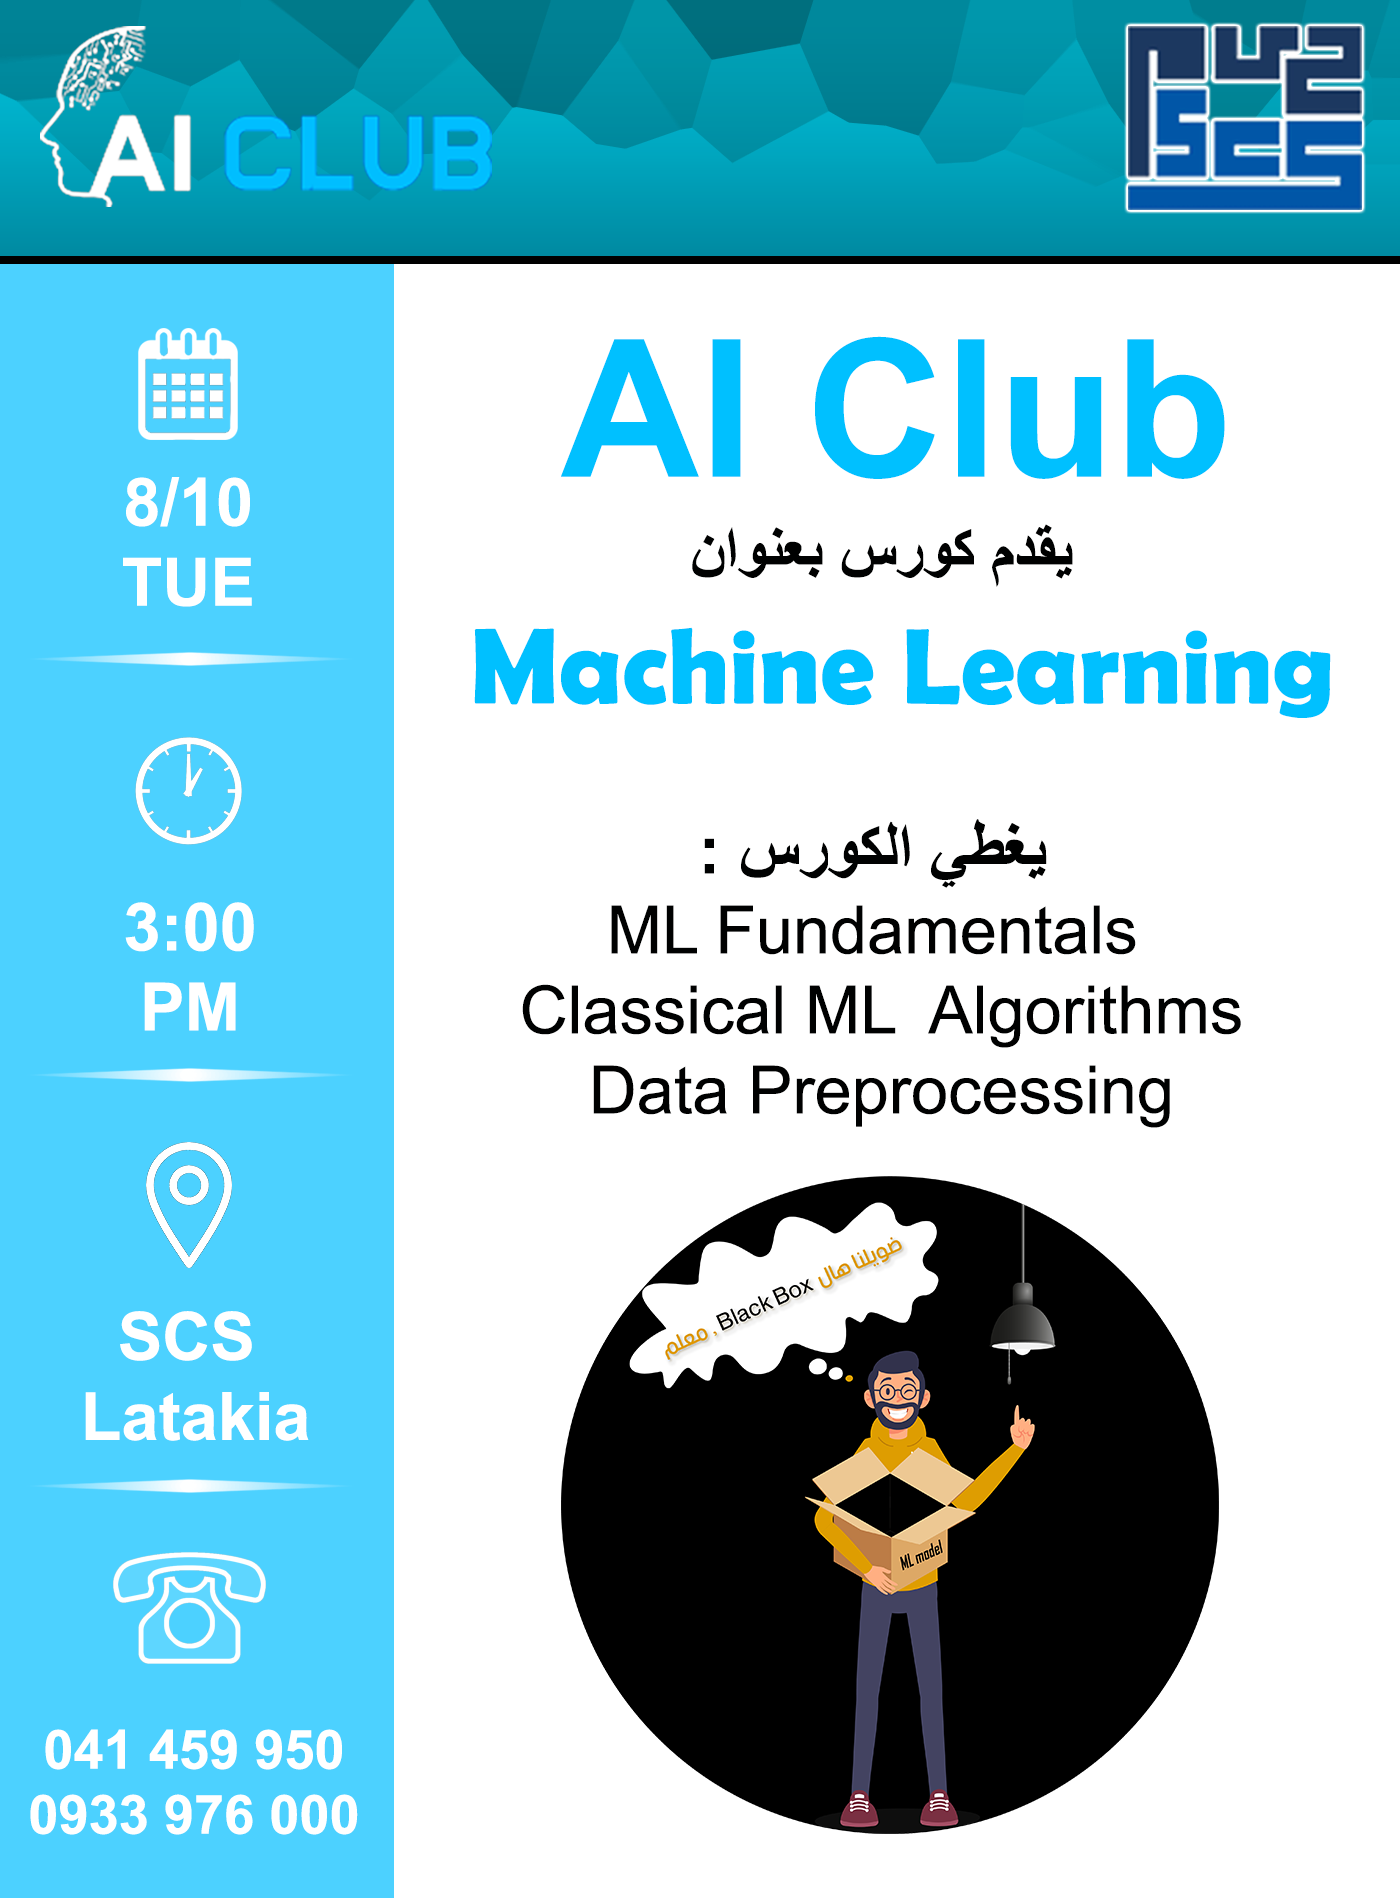 AI CLUB
SCS
8/10
TUE
3:00
PM
SCS
Latakia
041 459 950
0933 976 000
AI Club
يقدم كورس بعنوان
Machine Learning
يغطي الكورس :
ML Fundamentals
Classical ML Algorithms
Data Preprocessing
ضويلنا هال Black Box , معلم
ML model